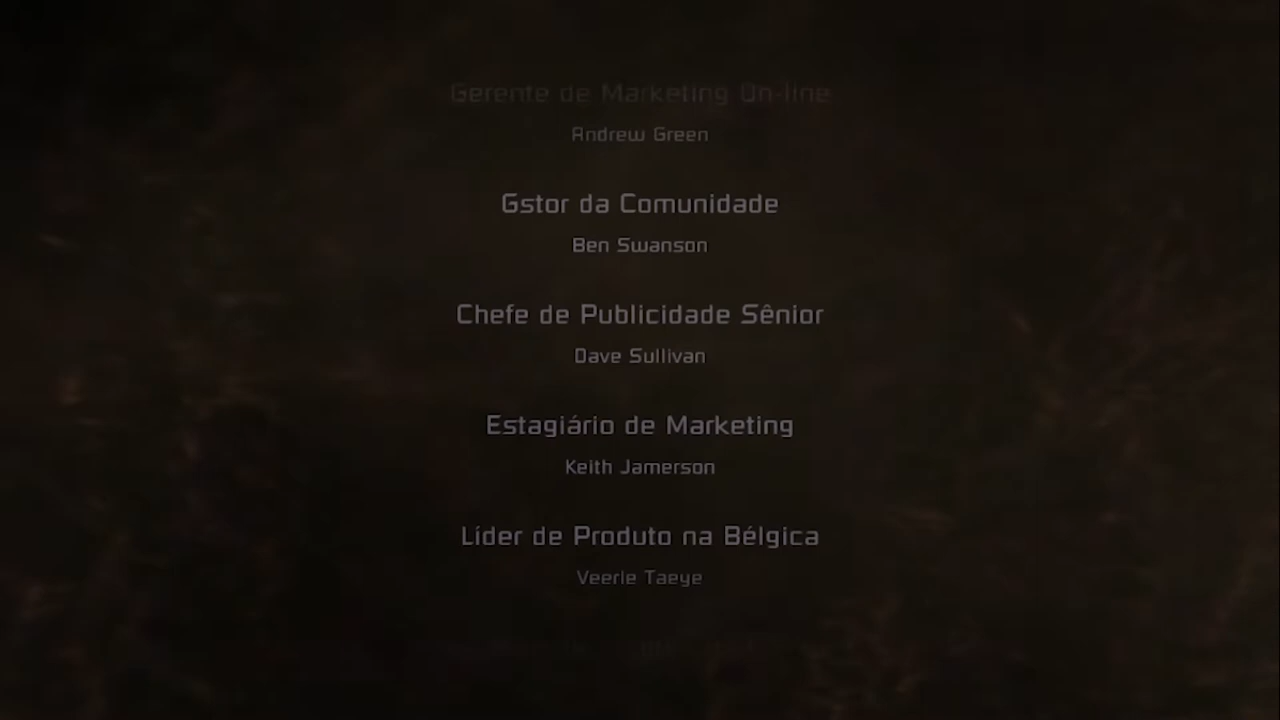 Gerente de Marketing On-line
Andrew Green
Gstor da Comunidade
Ben Swanson
Chefe de Publicidade Sênior
Dave Sullivan
Estagiário de Marketing
Keith Jamerson
Líder de Produto na Bélgica
Veerle Taeye